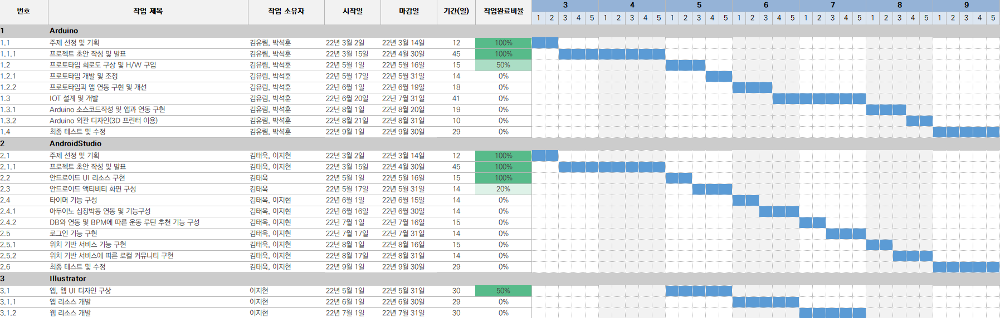 번호 작업 제목 작업 소유자 시작일 마감일 기간(일) 작업완료비율 3 4 5 6 7 8 9
1 2 3 4 5 1 2 3 4 5 1 2 3 4 5 1 2 3 4 5 1 2 3 4 5 1 2 3 4 5 1 2 3 4 5
1 Arduino
1.1 주제 선정 및 기획 김유림, 박석훈 22년 3월 2일 22년 3월 14일 12 100%
1.1.1 프로젝트 초안 작성 및 발표 김유림, 박석훈 22년 3월 15일 22년 4월 30일 45 100%
1.2 프로토타입 회로도 구상 및 H/W 구입 김유림, 박석훈 22년 5월 1일 22년 5월 16일 15 50%
1.2.1 프로토타입 개발 및 조정 김유림, 박석훈 22년 5월 17일 22년 5월 31일 14 0%
1.2.2 프로토타입과 앱 연동 구현 및 개선 김유림, 박석훈 22년 6월 1일 22년 6월 19일 18 0%
1.3 IOT 설계 및 개발 김유림, 박석훈 22년 6월 20일 22년 7월 31일 41 0%
1.3.1 Arduino 소스코드작성 및 앱과 연동 구현 김유림, 박석훈 22년 8월 1일 22년 8월 20일 19 0%
1.3.2 Arduino 외관 디자인(3D 프린터 이용) 김유림, 박석훈 22년 8월 21일 22년 8월 31일 10 0%
1.4 최종 테스트 및 수정 김유림, 박석훈 22년 9월 1일 22년 9월 30일 29 0%
2 AndroidStudio
2.1 주제 선정 및 기획 김태욱, 이지현 22년 3월 2일 22년 3월 14일 12 100%
2.1.1 프로젝트 초안 작성 및 발표 김태욱, 이지현 22년 3월 15일 22년 4월 30일 45 100%
2.2 안드로이드 UI 리소스 구현 김태욱 22년 5월 1일 22년 5월 16일 15 100%
2.3 안드로이드 액티비티 화면 구성 김태욱 22년 5월 17일 22년 5월 31일 14 20%
2.4 타이머 기능 구성 김태욱, 이지현 22년 6월 1일 22년 6월 15일 14 0%
2.4.1 아두이노 심장박동 연동 및 기능구성 김태욱, 이지현 22년 6월 16일 22년 6월 30일 14 0%
2.4.2 DB와 연동 및 BPM에 따른 운동 루틴 추천 기능 구성 김태욱, 이지현 22년 7월 1일 22년 7월 16일 15 0%
2.5 로그인 기능 구현 김태욱, 이지현 22년 7월 17일 22년 7월 31일 14 0%
2.5.1 위치 기반 서비스 기능 구현 김태욱, 이지현 22년 8월 1일 22년 8월 16일 15 0%
2.5.2 위치 기반 서비스에 따른 로컬 커뮤니티 구현 김태욱, 이지현 22년 8월 17일 22년 8월 31일 14 0%
2.6 최종 테스트 및 수정 김태욱, 이지현 22년 9월 1일 22년 9월 30일 29 0%
3 Illustrator
3.1 앱, 웹 UI 디자인 구상 이지현 22년 5월 1일 22년 5월 31일 30 50%
3.1.1 앱 리소스 개발 이지현 22년 6월 1일 22년 6월 30일 29 0%
3.1.2 웹 리소스 개발 이지현 22년 7월 1일 22년 7월 31일 30 0%